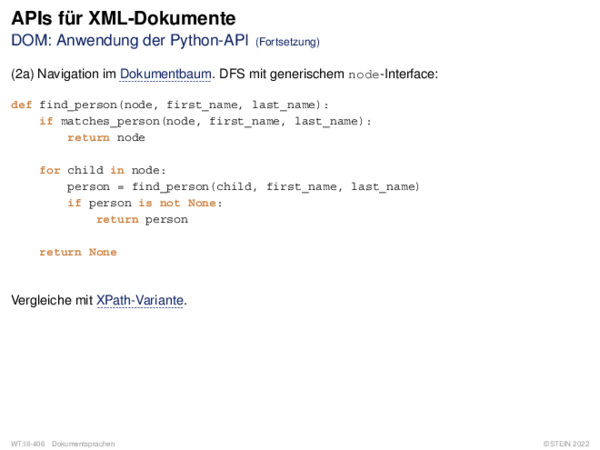 APIs für XML-Dokumente
DOM: Anwendung der Python-API (Fortsetzung)
(2a) Navigation im Dokumentbaum. DFS mit generischem node-Interface:
def find_person(node, first_name, last_name):
    if matches_person(node, first_name, last_name):
        return node
    for child in node:
        person = find_person(child, first_name, last_name)
        if person is not None:
            return person
    return None
Vergleiche mit XPath-Variante.
WT:III-406 Dokumentsprachen ©STEIN 2022